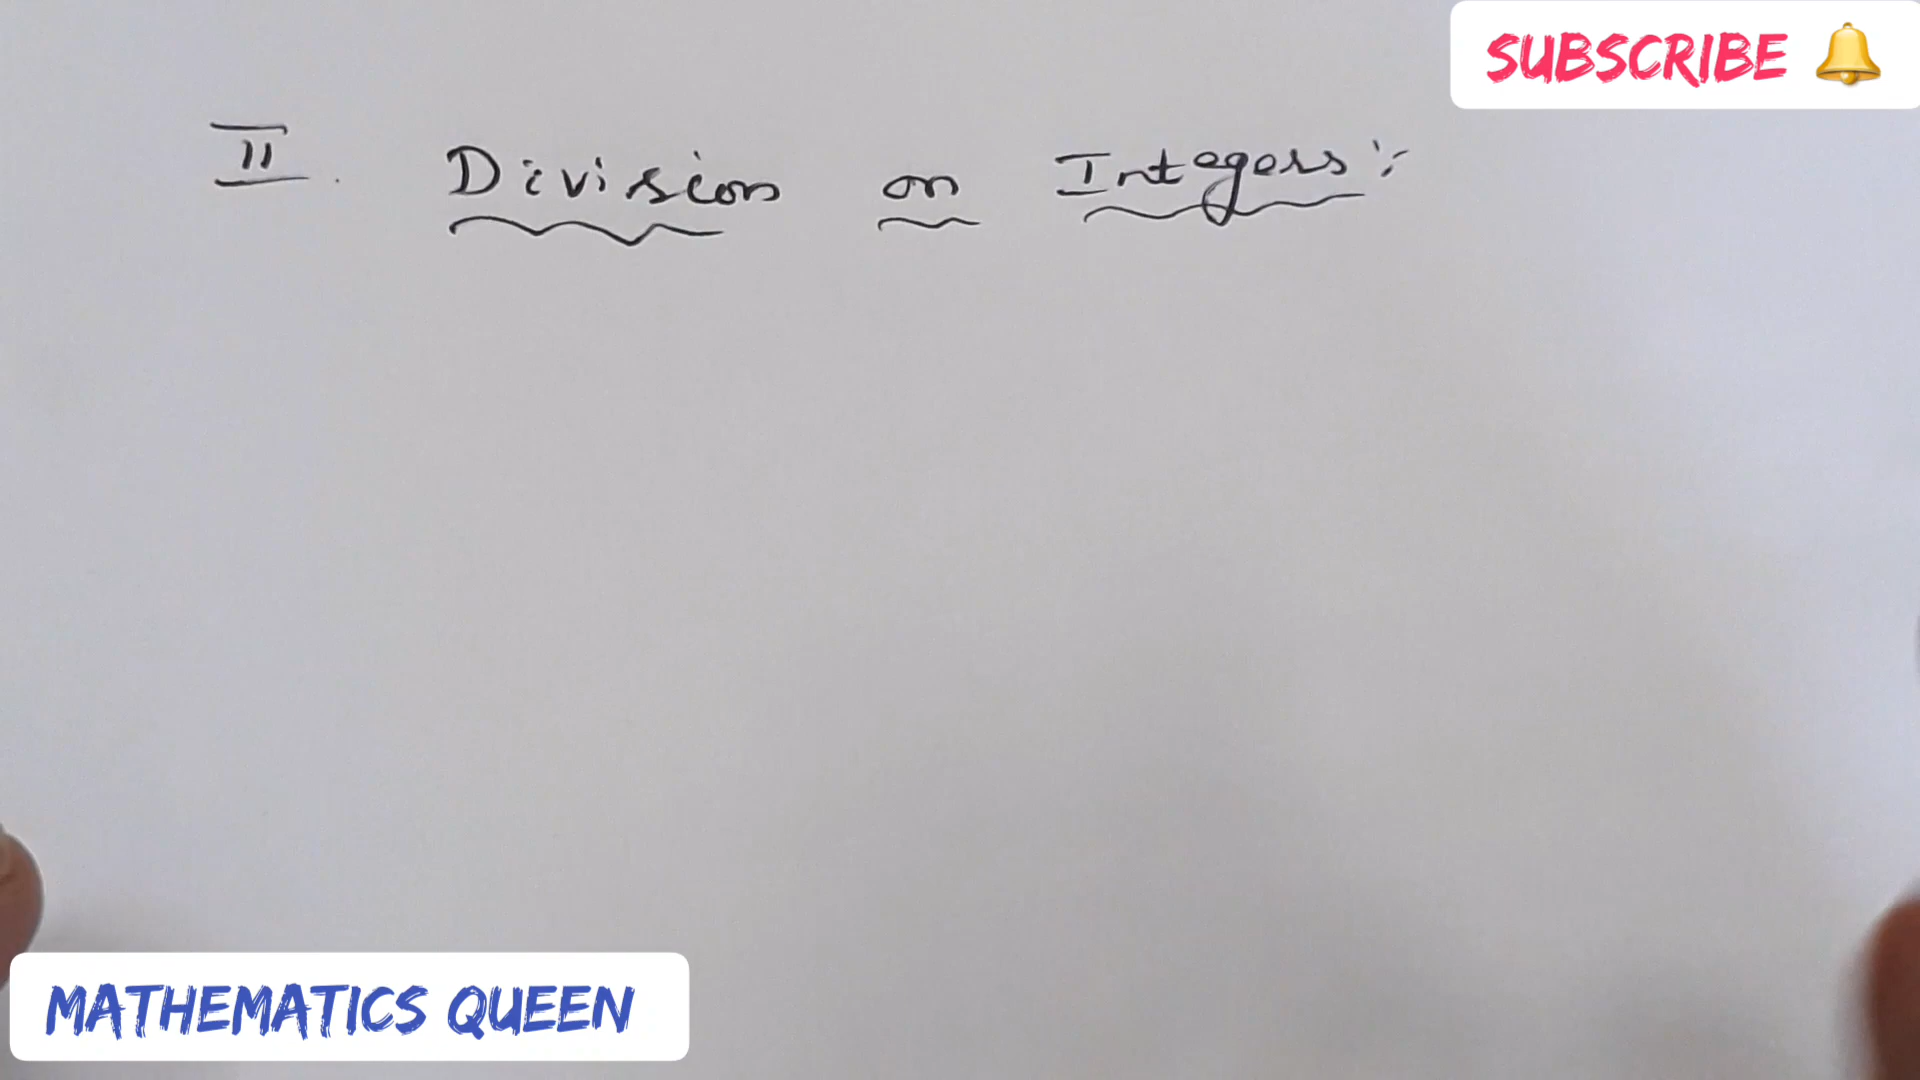 SUBSCRIBE
II. Division on Integers:-
MATHEMATICS QUEEN